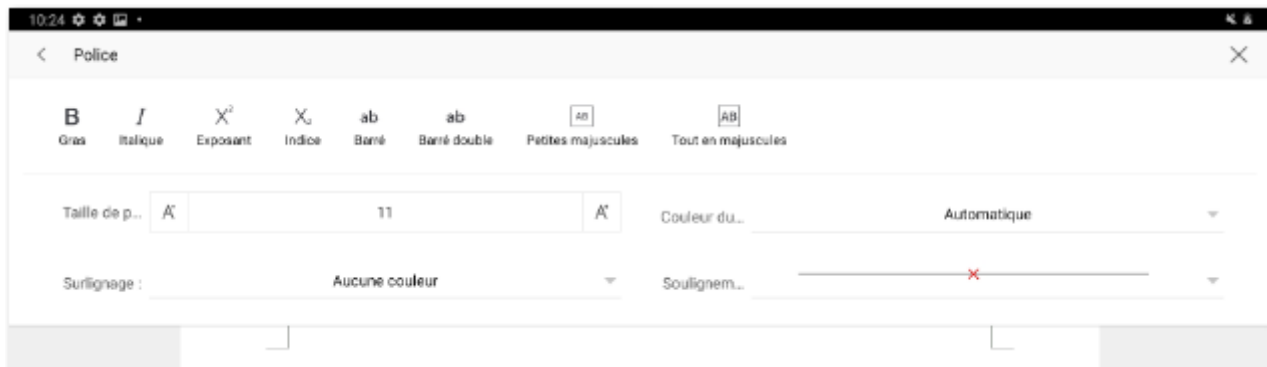 10:24
Police
B I X² X₂ ab ab AB AB
Gras Italique Exposant Indice Barré Barré double Petites majuscules Tout en majuscules
Taille de p... A 11 A Couleur du... Automatique
Surlignage : Aucune couleur Soulignem...